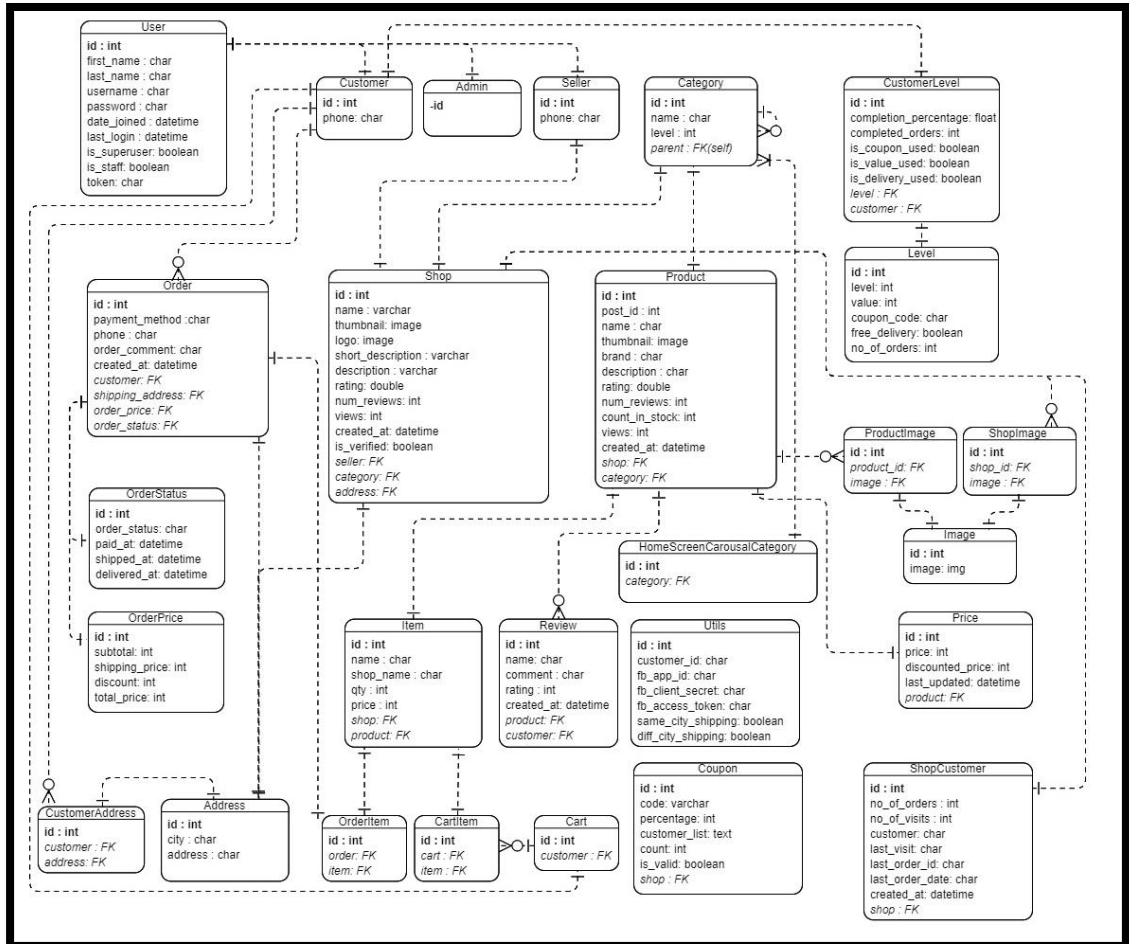 User
id : int
first_name : char
last_name : char
username : char
password : char
date_joined : datetime
last_login : datetime
is_superuser: boolean
is_staff: boolean
token: char
Customer
id : int
phone: char
Admin
-id
Seller
id : int
phone: char
Category
id : int
name : char
level : int
parent : FK(self)
CustomerLevel
id : int
completion_percentage: float
completed_orders: int
is_coupon_used: boolean
is_value_used: boolean
is_delivery_used: boolean
level : FK
customer : FK
Level
id : int
level: int
value: int
coupon_code: char
free_delivery: boolean
no_of_orders: int
Order
id : int
payment_method :char
phone : char
order_comment: char
created_at: datetime
customer: FK
shipping_address: FK
order_price: FK
order_status: FK
Shop
id : int
name : varchar
thumbnail: image
logo: image
short_description : varchar
description : varchar
rating: double
num_reviews: int
views: int
created_at: datetime
is_verified: boolean
seller: FK
category: FK
address: FK
Product
id : int
post_id : int
name : char
thumbnail: image
brand : char
description : char
rating: double
num_reviews: int
count_in_stock: int
views: int
created_at: datetime
shop: FK
category: FK
ProductImage
id : int
product_id: FK
image : FK
ShopImage
id : int
shop_id: FK
image : FK
Image
id : int
image: img
OrderStatus
id : int
order_status: char
paid_at: datetime
shipped_at: datetime
delivered_at: datetime
HomeScreenCarousalCategory
id : int
category: FK
OrderPrice
id : int
subtotal: int
shipping_price: int
discount: int
total_price: int
Item
id : int
name : char
shop_name : char
qty : int
price : int
shop: FK
product: FK
Review
id : int
name: char
comment : char
rating : int
created_at: datetime
product: FK
customer: FK
Utils
id : int
customer_id: char
fb_app_id: char
fb_client_secret: char
fb_access_token: char
same_city_shipping: boolean
diff_city_shipping: boolean
Price
id : int
price: int
discounted_price: int
last_updated: datetime
product: FK
CustomerAddress
id : int
customer : FK
address: FK
Address
id : int
city : char
address : char
OrderItem
id : int
order: FK
item: FK
CartItem
id : int
cart : FK
item : FK
Cart
id : int
customer : FK
Coupon
id : int
code: varchar
percentage: int
customer_list: text
count: int
is_valid: boolean
shop : FK
ShopCustomer
id : int
no_of_orders : int
no_of_visits : int
customer: char
last_visit: char
last_order_id: char
last_order_date: char
created_at: datetime
shop : FK